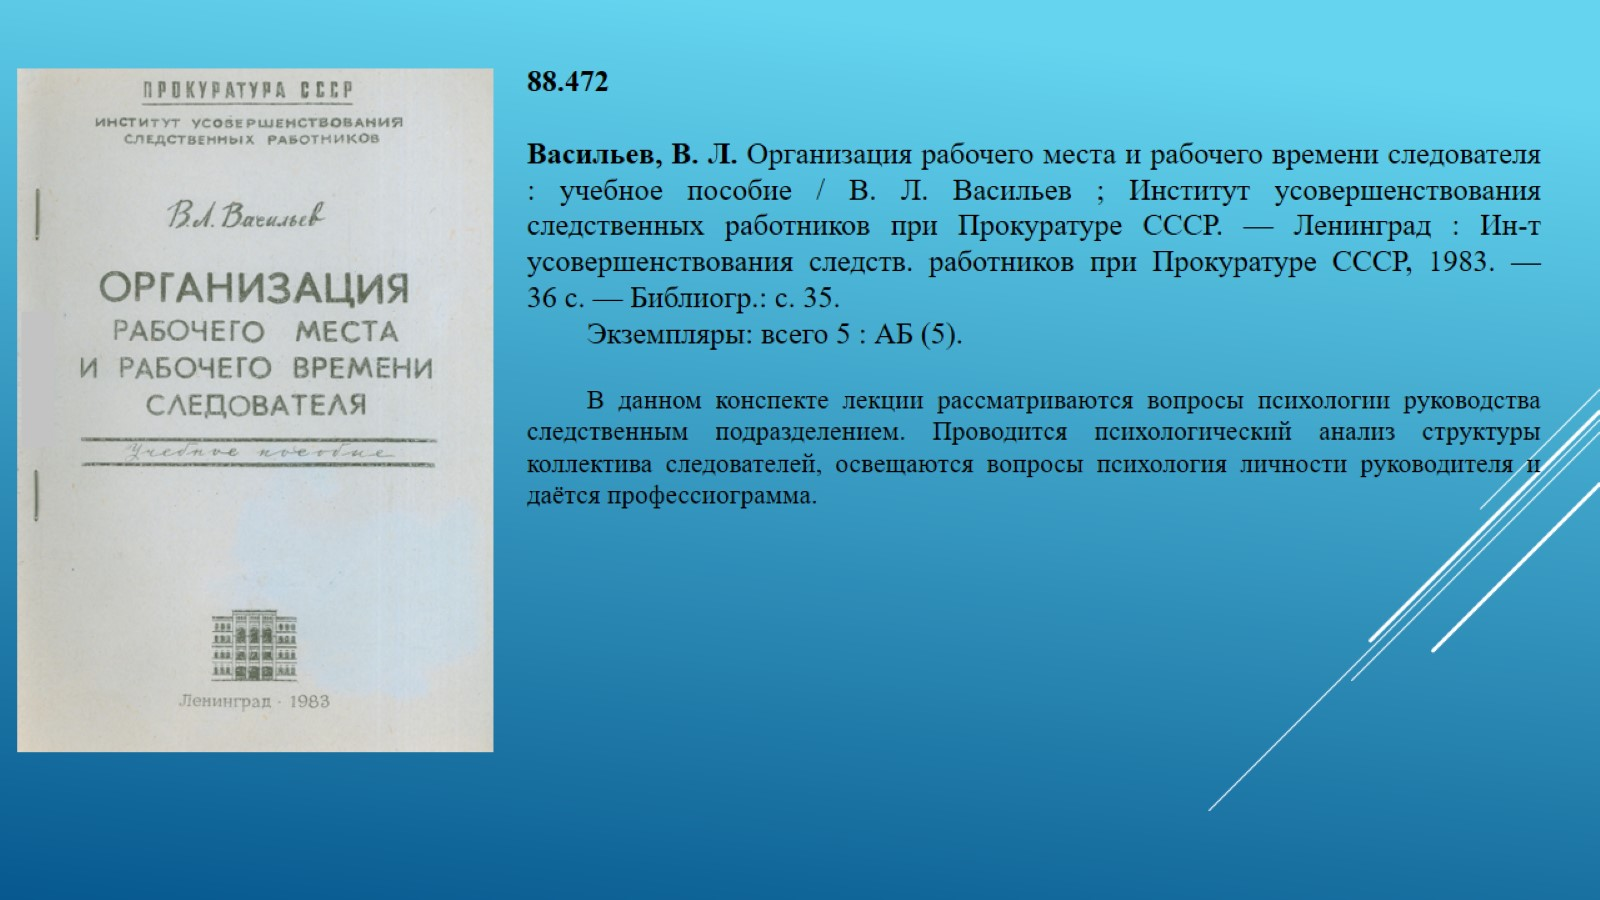 ПРОКУРАТУРА СССР
ИНСТИТУТ УСОВЕРШЕНСТВОВАНИЯ
СЛЕДСТВЕННЫХ РАБОТНИКОВ
В.Л. Васильев
ОРГАНИЗАЦИЯ
РАБОЧЕГО МЕСТА
И РАБОЧЕГО ВРЕМЕНИ
СЛЕДОВАТЕЛЯ
Учебное пособие
Ленинград · 1983
88.472
Васильев, В. Л. Организация рабочего места и рабочего времени следователя
: учебное пособие / В. Л. Васильев ; Институт усовершенствования
следственных работников при Прокуратуре СССР. — Ленинград : Ин-т
усовершенствования следств. работников при Прокуратуре СССР, 1983. —
36 с. — Библиогр.: с. 35.
Экземпляры: всего 5 : АБ (5).
В данном конспекте лекции рассматриваются вопросы психологии руководства
следственным подразделением. Проводится психологический анализ структуры
коллектива следователей, освещаются вопросы психология личности руководителя и
даётся профессиограмма.